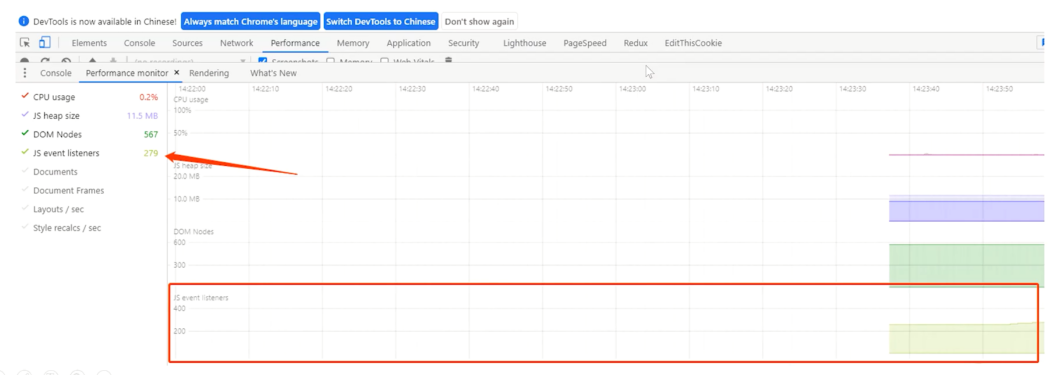 DevTools is now available in Chinese! Always match Chrome's language Switch DevTools to Chinese Don't show again
Elements Console Sources Network Performance Memory Application Security Lighthouse PageSpeed Redux EditThisCookie
Screenshots Memory Web Vitals
Console Performance monitor × Rendering What's New
14:22:00 14:22:10 14:22:20 14:22:30 14:22:40 14:22:50 14:23:00 14:23:10 14:23:20 14:23:30 14:23:40 14:23:50
CPU usage 0.2%
JS heap size 11.5 MB
DOM Nodes 567
JS event listeners 279
Documents
Document Frames
Layouts / sec
Style recalcs / sec
CPU usage
100%
50%
JS heap size
20.0 MB
10.0 MB
DOM Nodes
600
300
JS event listeners
400
200